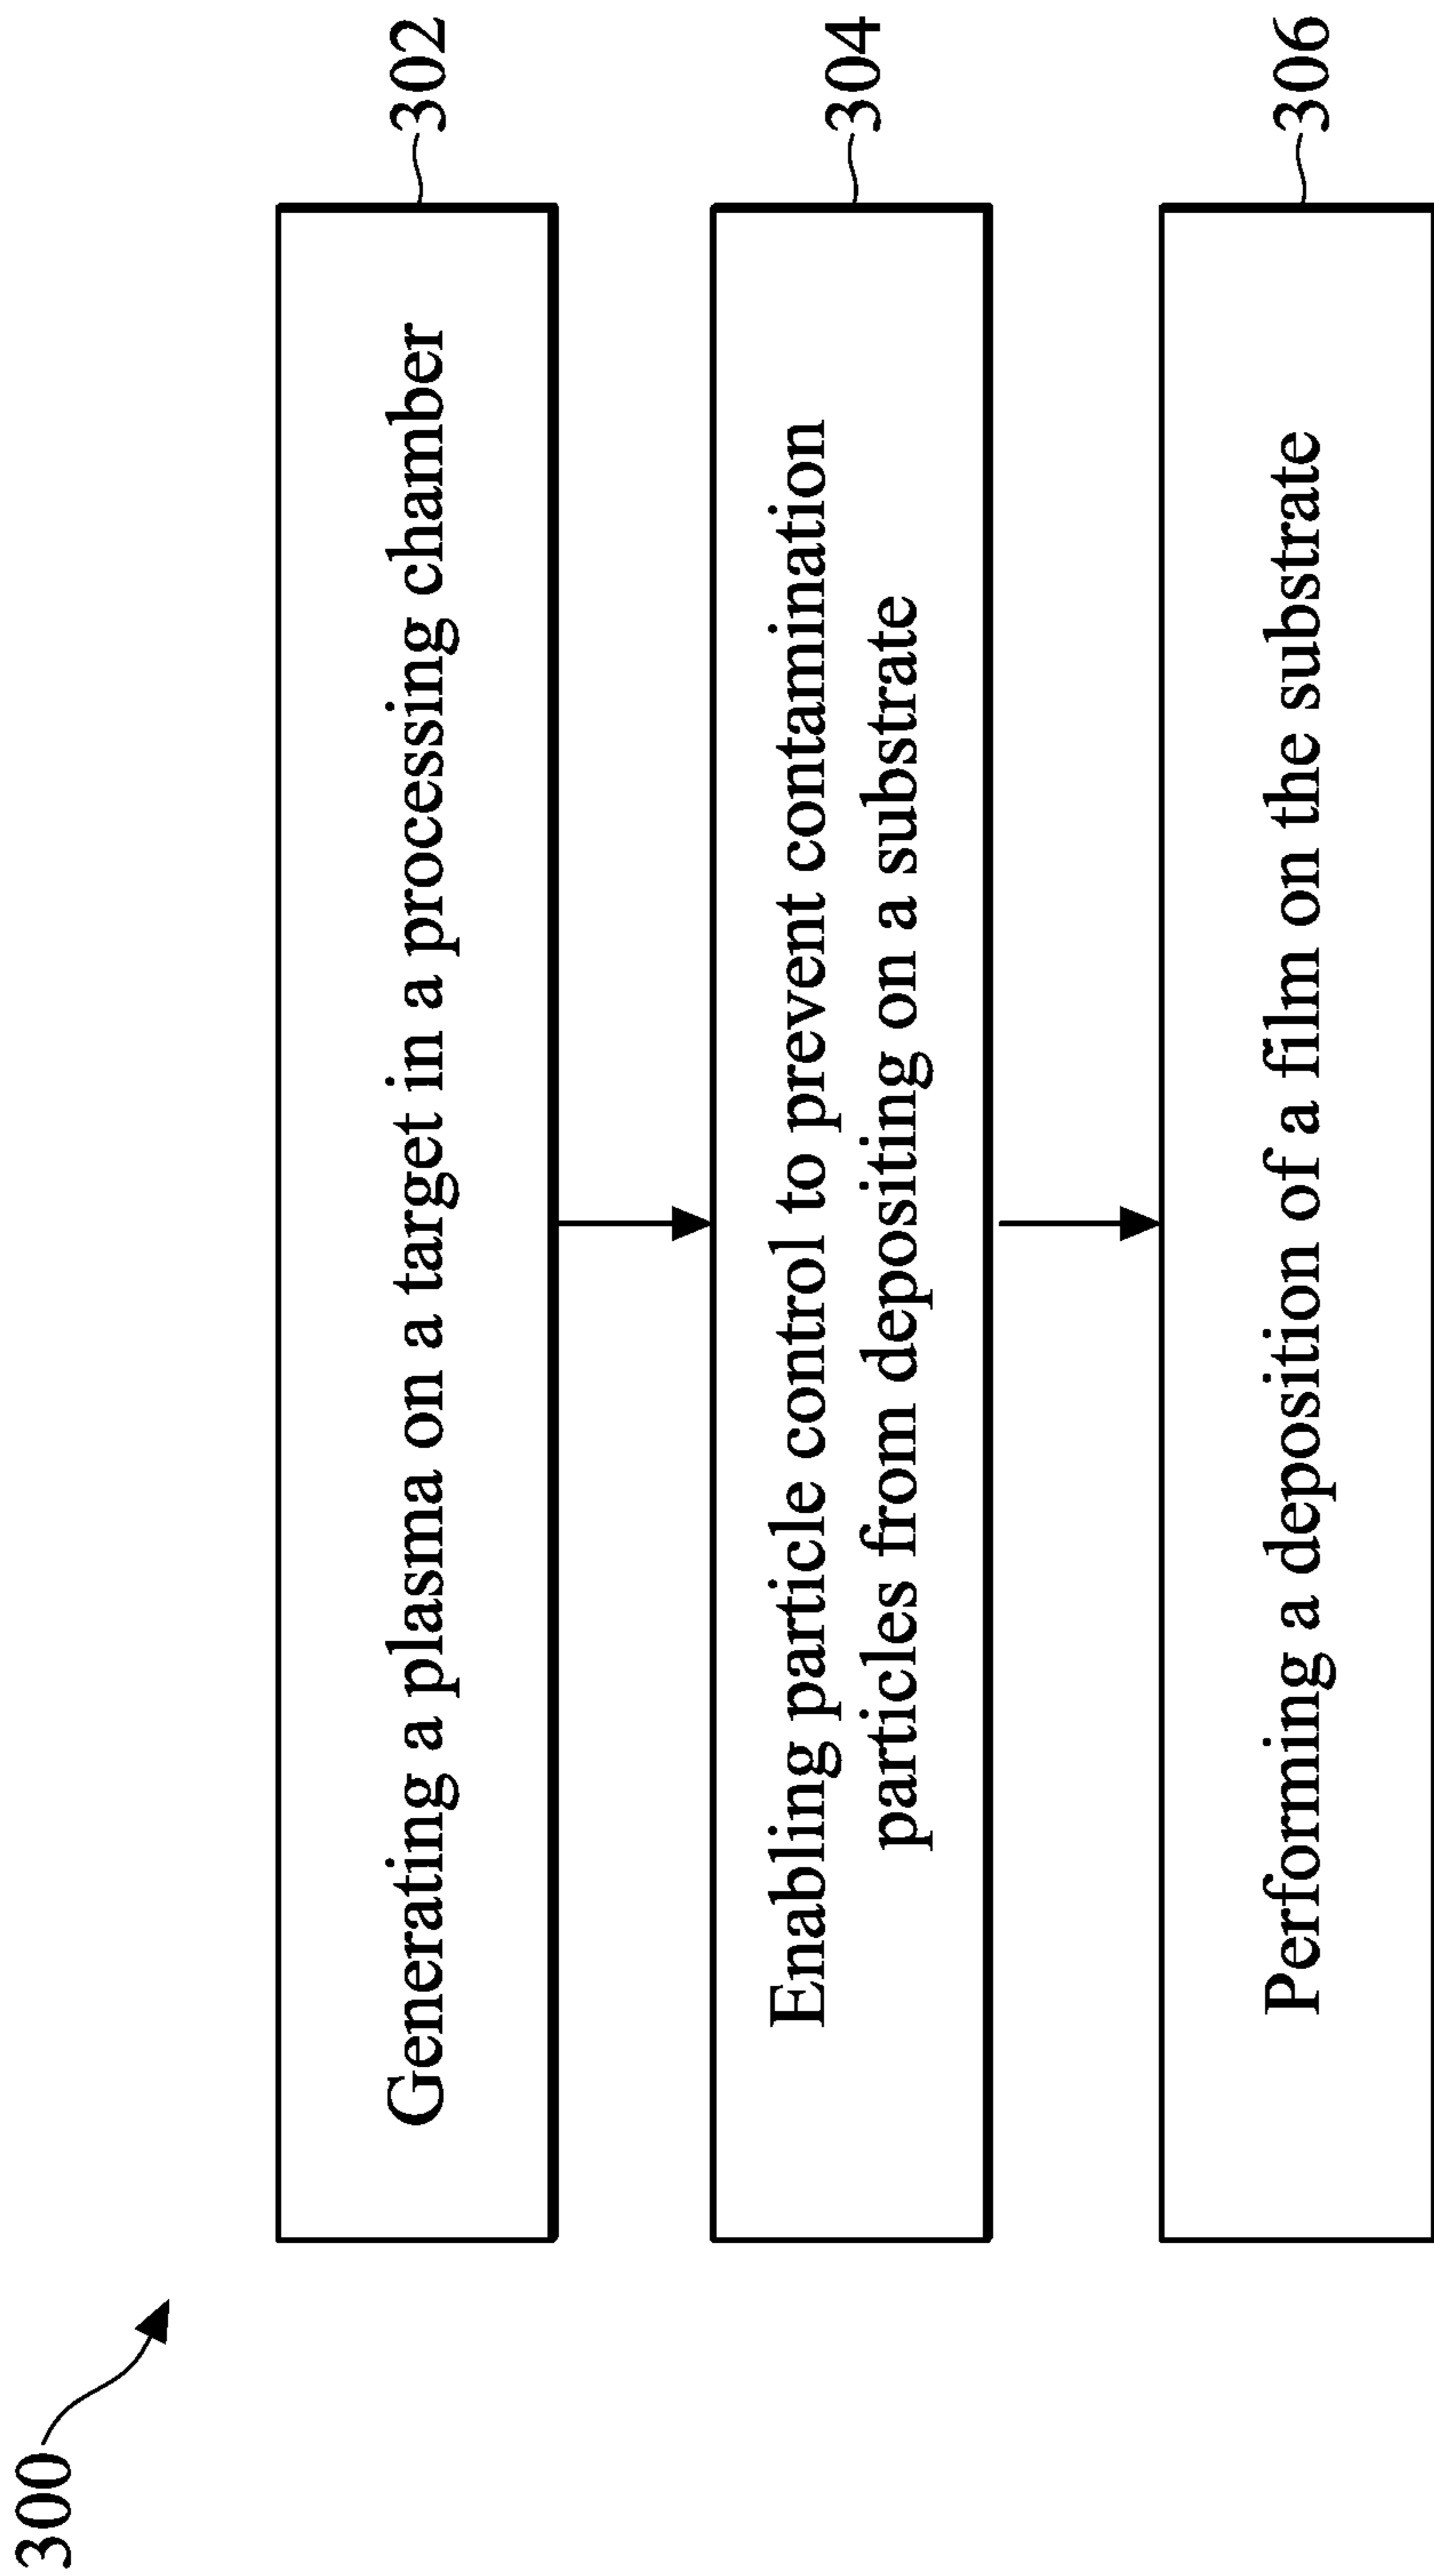 300
Generating a plasma on a target in a processing chamber
302
Enabling particle control to prevent contamination
particles from depositing on a substrate
304
Performing a deposition of a film on the substrate
306